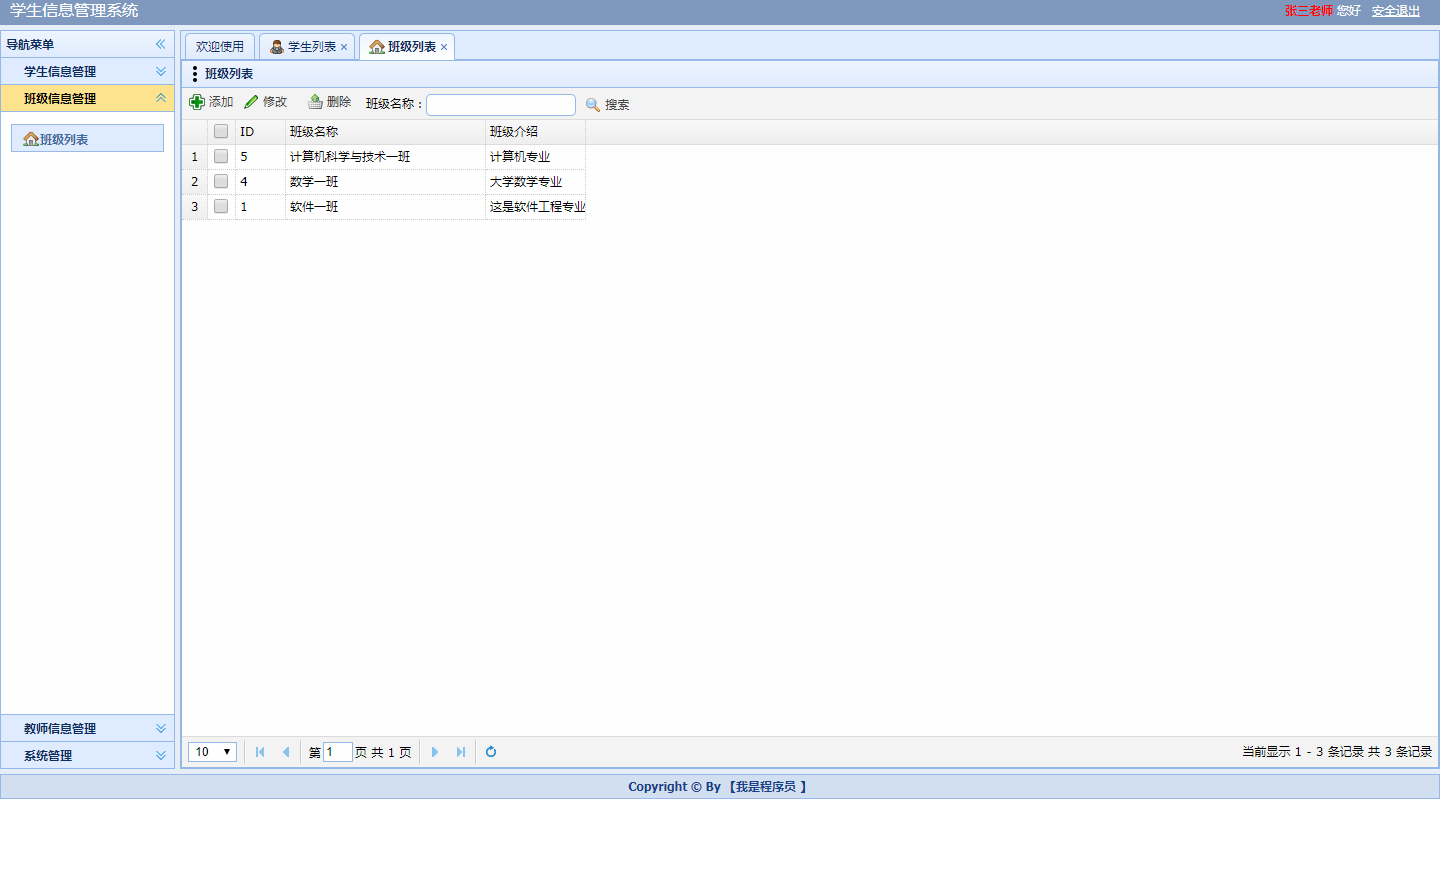 学生信息管理系统
张三老师 您好 安全退出
导航菜单
学生信息管理
班级信息管理
班级列表
教师信息管理
系统管理
欢迎使用 学生列表 班级列表
班级列表
添加 修改 删除 班级名称： 搜索
ID 班级名称 班级介绍
1 5 计算机科学与技术一班 计算机专业
2 4 数学一班 大学数学专业
3 1 软件一班 这是软件工程专业
10 第 1 页 共 1 页 当前显示 1 - 3 条记录 共 3 条记录
Copyright © By 【我是程序员 】